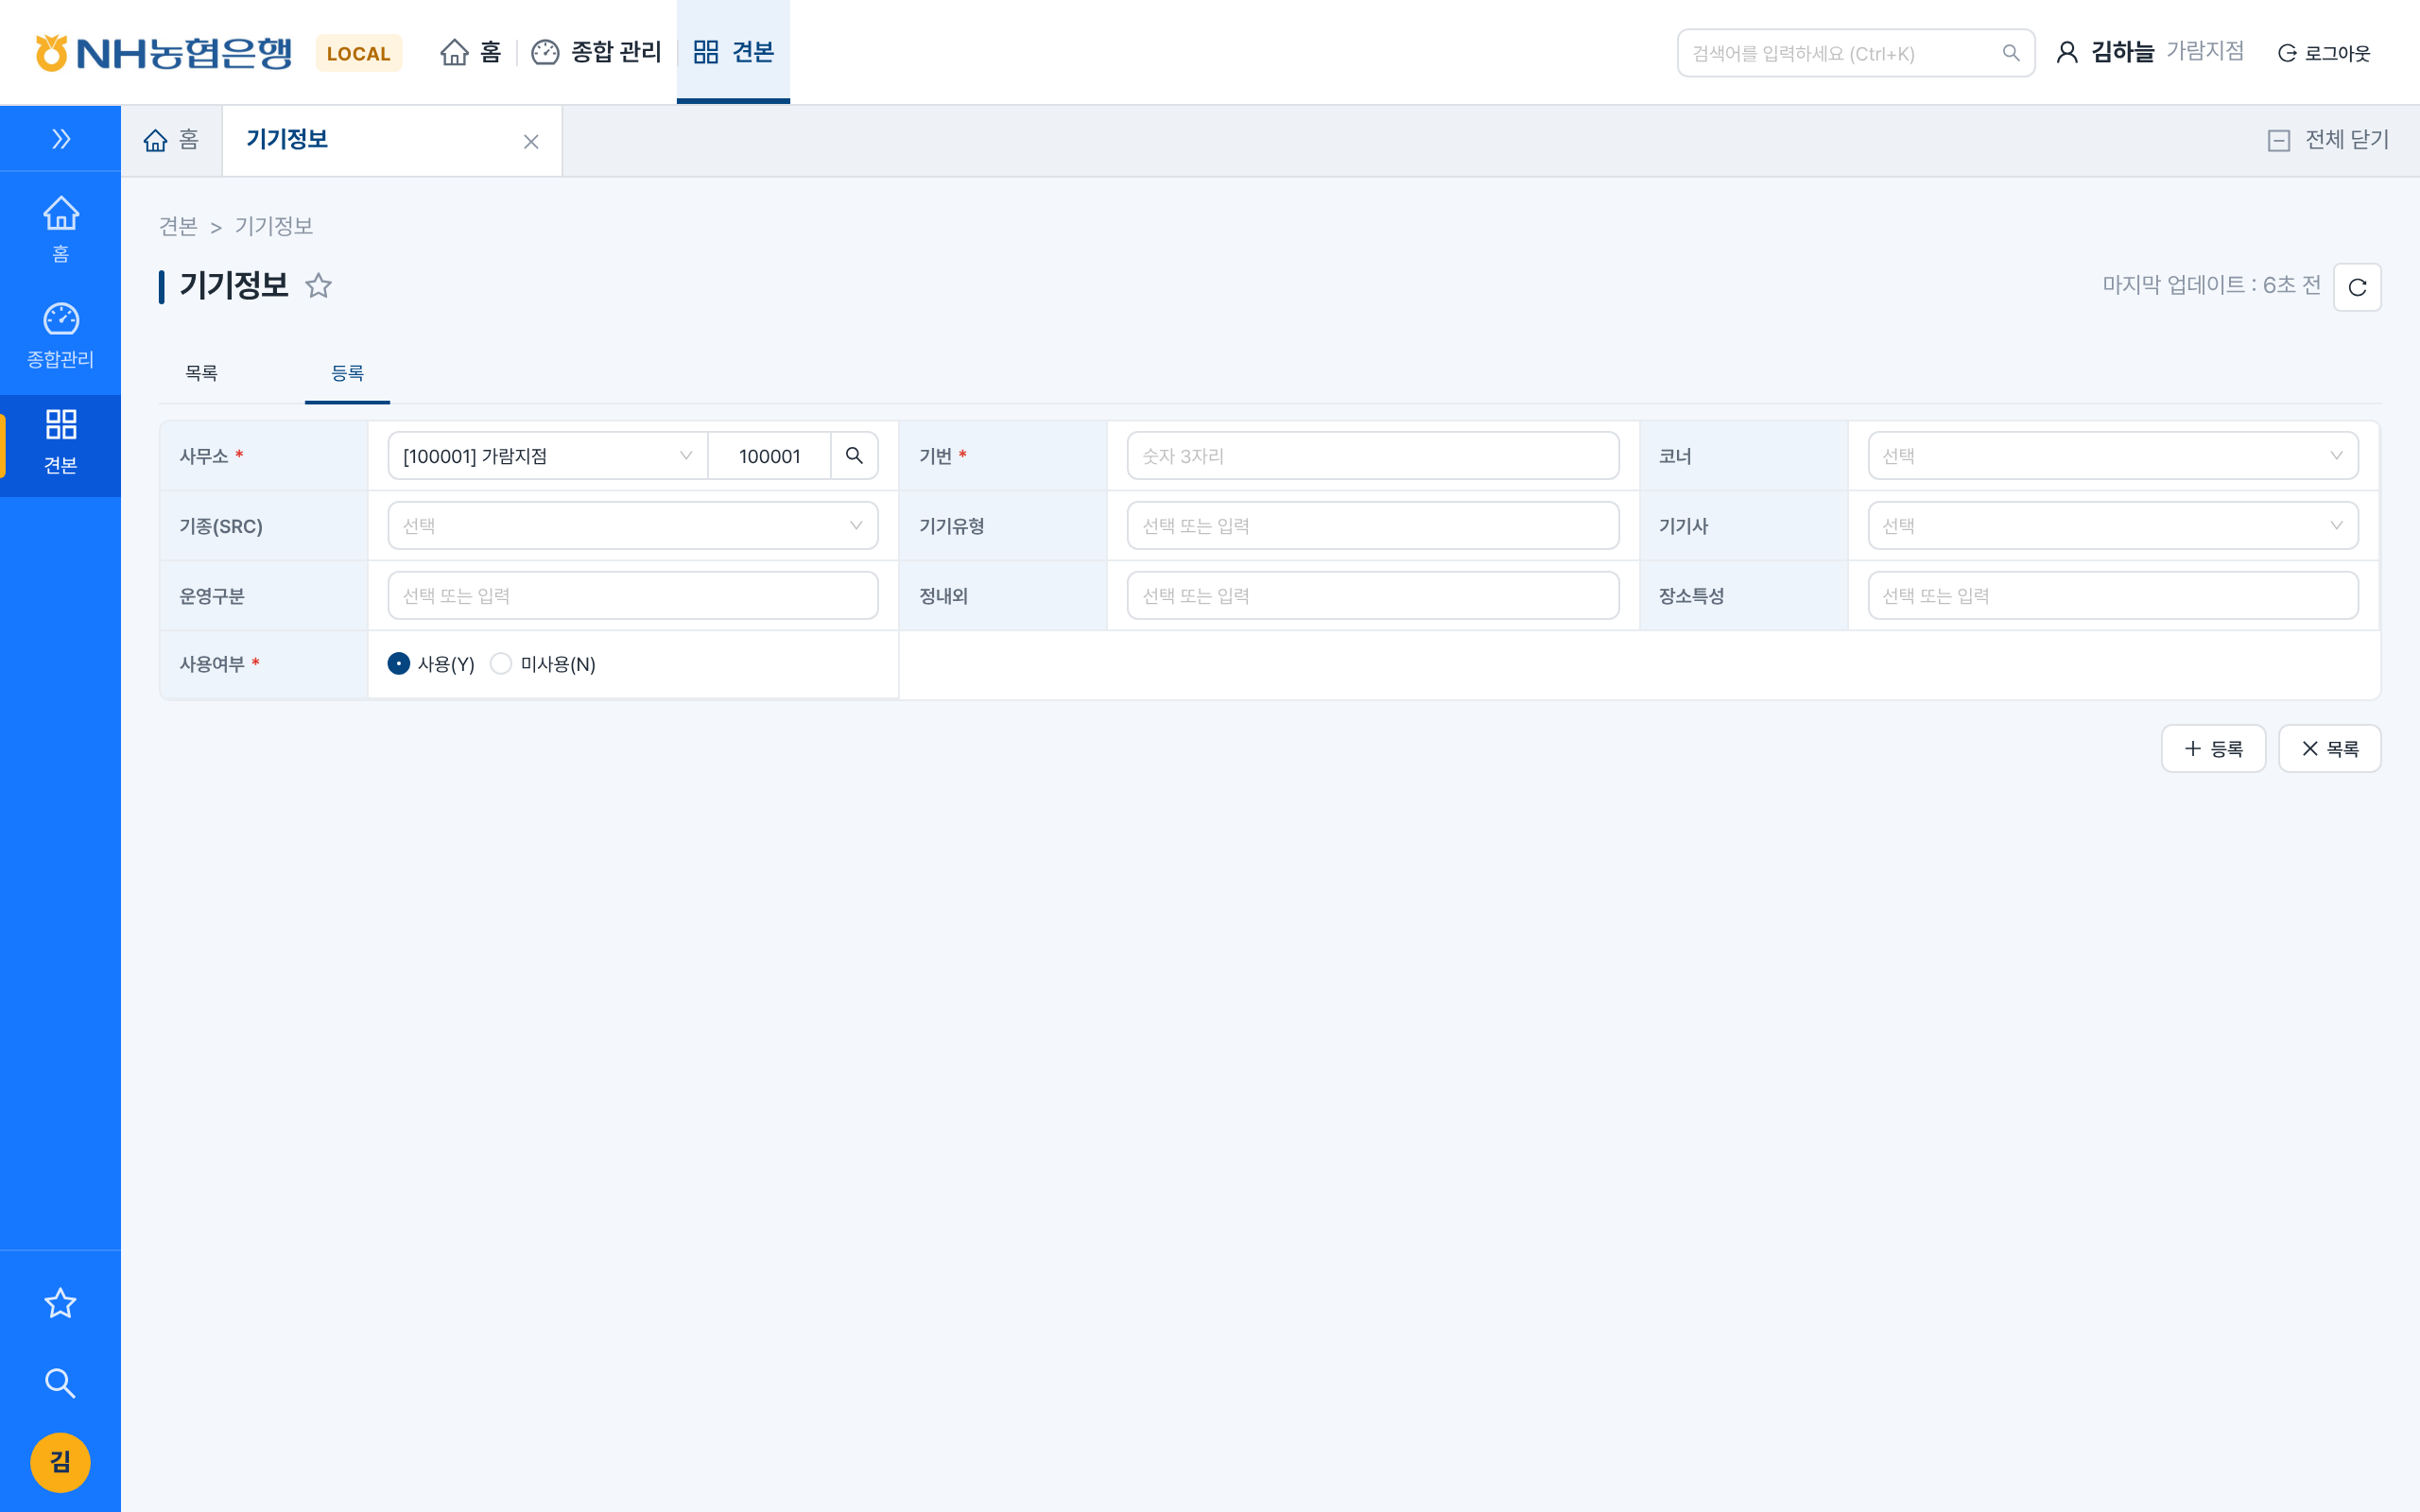 NH농협은행 LOCAL 홈 종합 관리 견본 검색어를 입력하세요 (Ctrl+K) 김하늘 가람지점 로그아웃
홈 기기정보 전체 닫기
홈
종합관리
견본
견본 > 기기정보
기기정보 마지막 업데이트 : 6초 전
목록 등록
사무소 * [100001] 가람지점 100001 기번 * 숫자 3자리 코너 선택
기종(SRC) 선택 기기유형 선택 또는 입력 기기사 선택
운영구분 선택 또는 입력 정내외 선택 또는 입력 장소특성 선택 또는 입력
사용여부 * 사용(Y) 미사용(N)
등록 목록
김